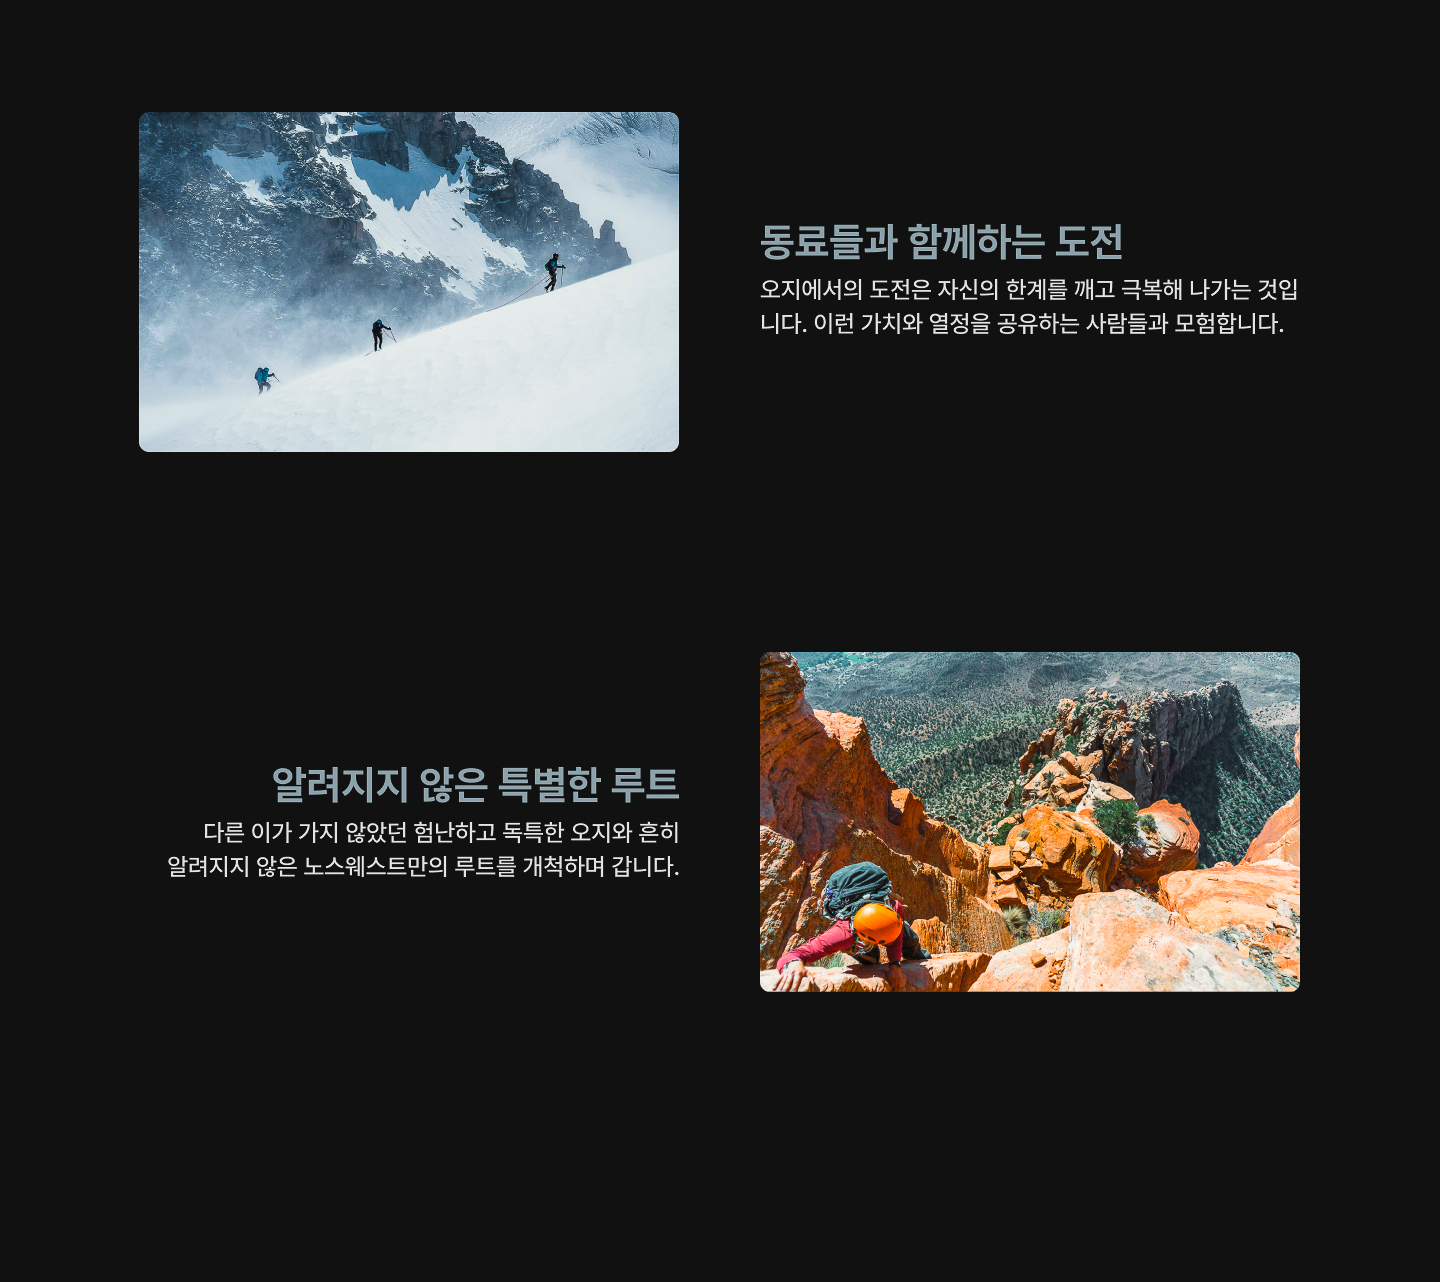 동료들과 함께하는 도전
오지에서의 도전은 자신의 한계를 깨고 극복해 나가는 것입
니다. 이런 가치와 열정을 공유하는 사람들과 모험합니다.
알려지지 않은 특별한 루트
다른 이가 가지 않았던 험난하고 독특한 오지와 흔히
알려지지 않은 노스웨스트만의 루트를 개척하며 갑니다.